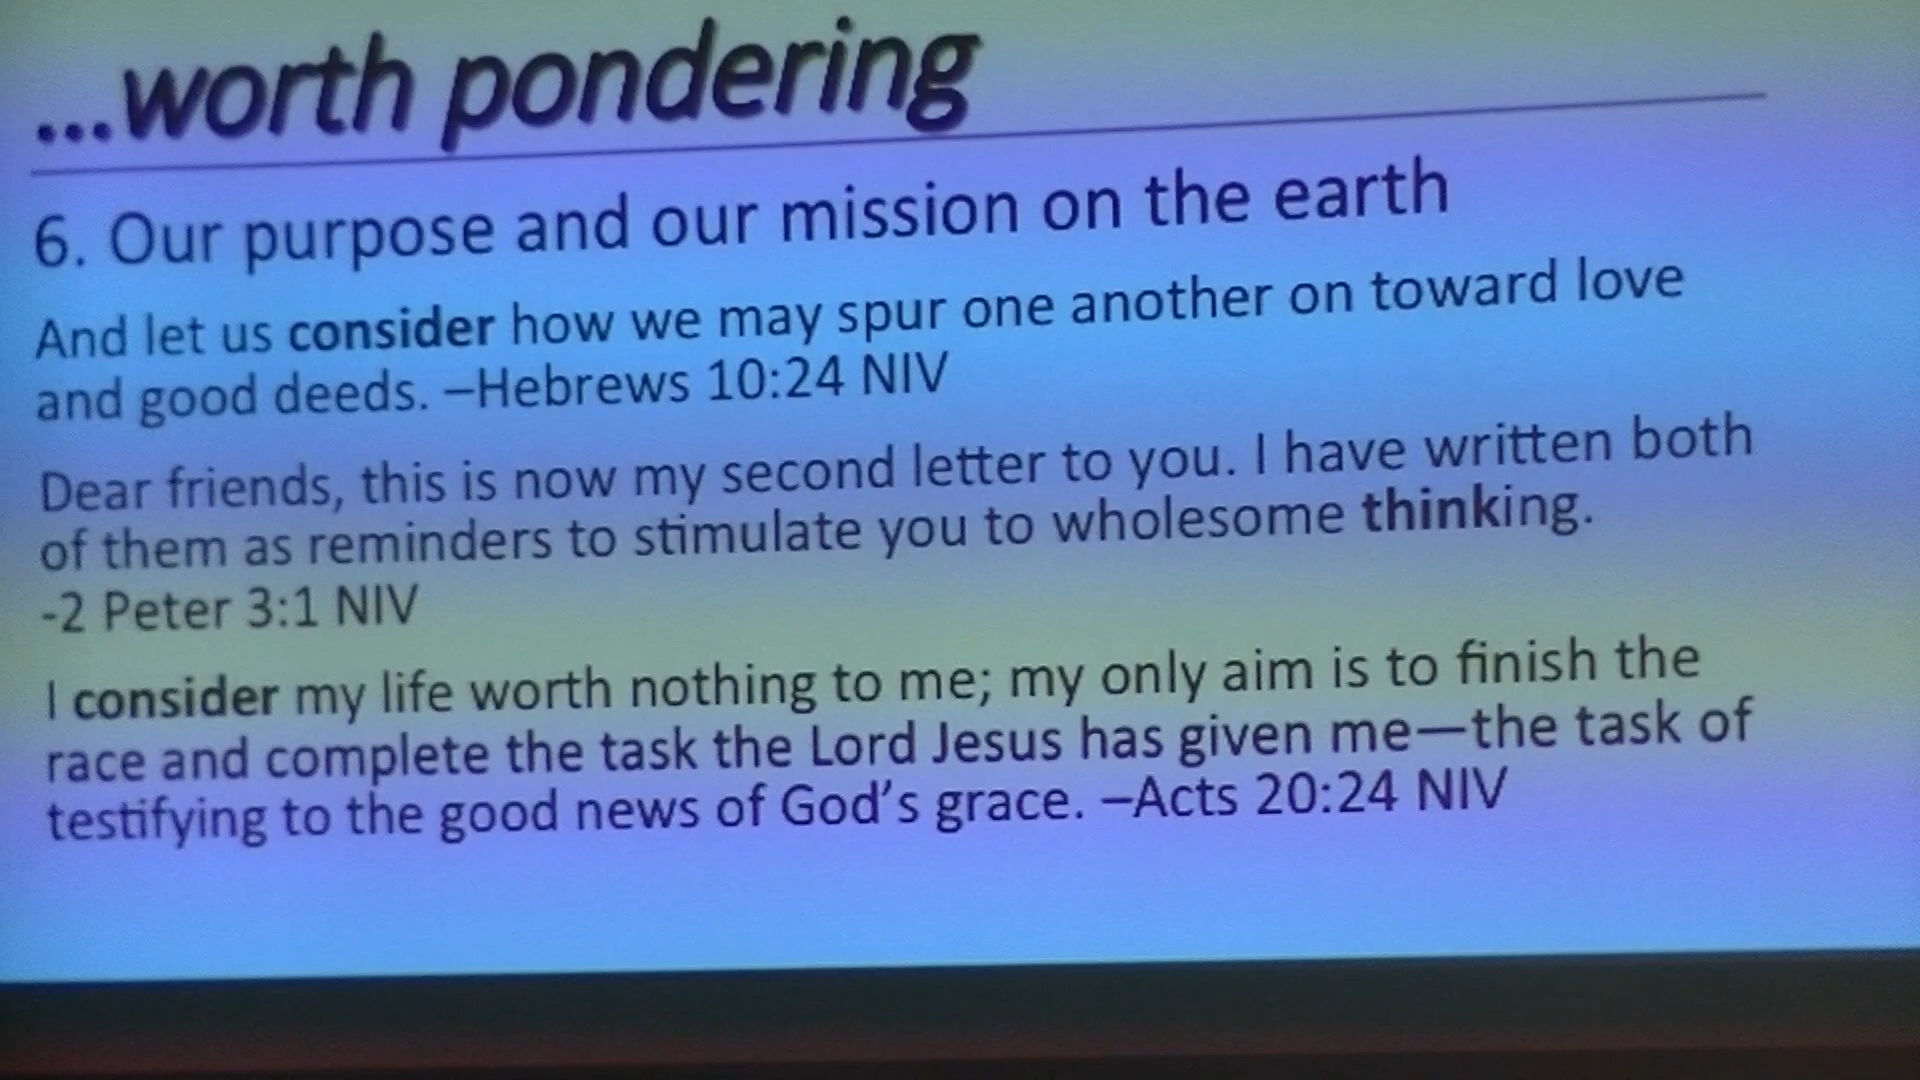 ...worth pondering
6. Our purpose and our mission on the earth
And let us consider how we may spur one another on toward love
and good deeds. –Hebrews 10:24 NIV
Dear friends, this is now my second letter to you. I have written both
of them as reminders to stimulate you to wholesome thinking.
-2 Peter 3:1 NIV
I consider my life worth nothing to me; my only aim is to finish the
race and complete the task the Lord Jesus has given me—the task of
testifying to the good news of God’s grace. –Acts 20:24 NIV